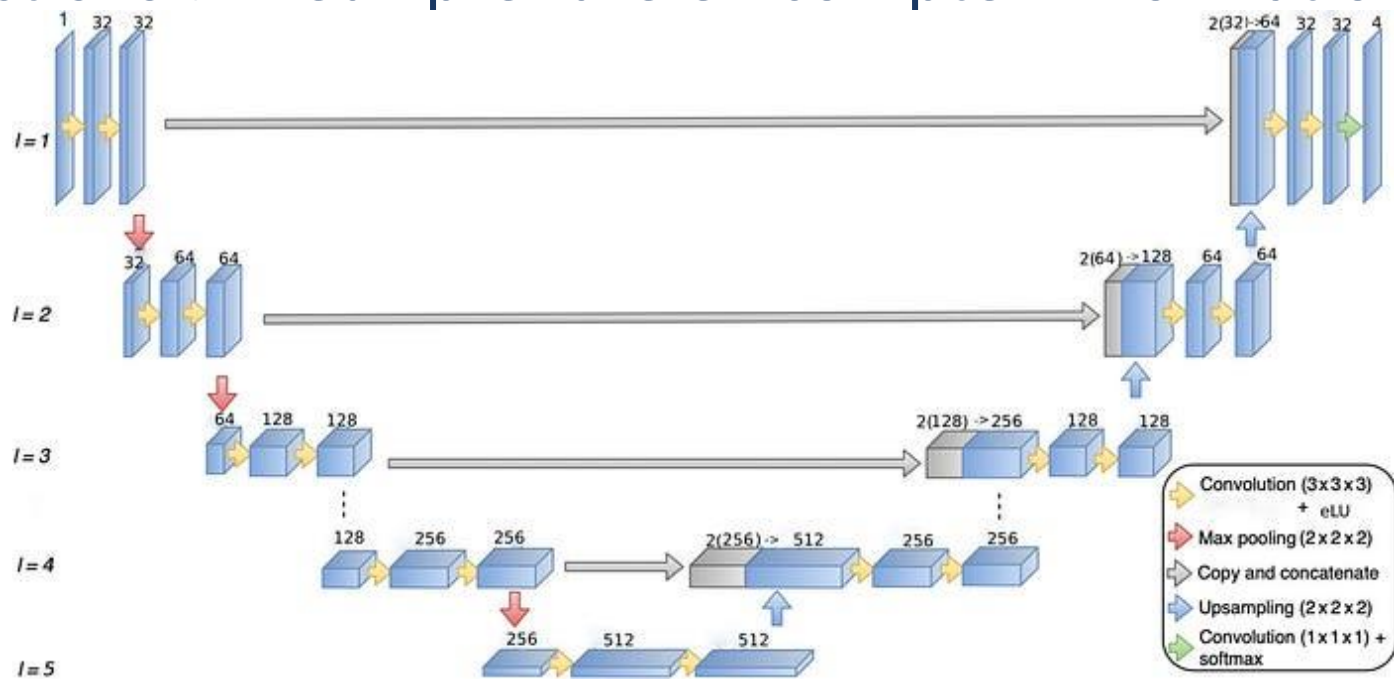 1 32 32 2(32)->64 32 32 4
l = 1
32 64 64 2(64) ->128 64 64
l = 2
64 128 128 2(128) ->256 128 128
l = 3
128 256 256 2(256) -> 512 256 256
l = 4
256 512 512
l = 5
Convolution (3x3x3)
+ eLU
Max pooling (2x2x2)
Copy and concatenate
Upsampling (2x2x2)
Convolution (1x1x1) +
softmax